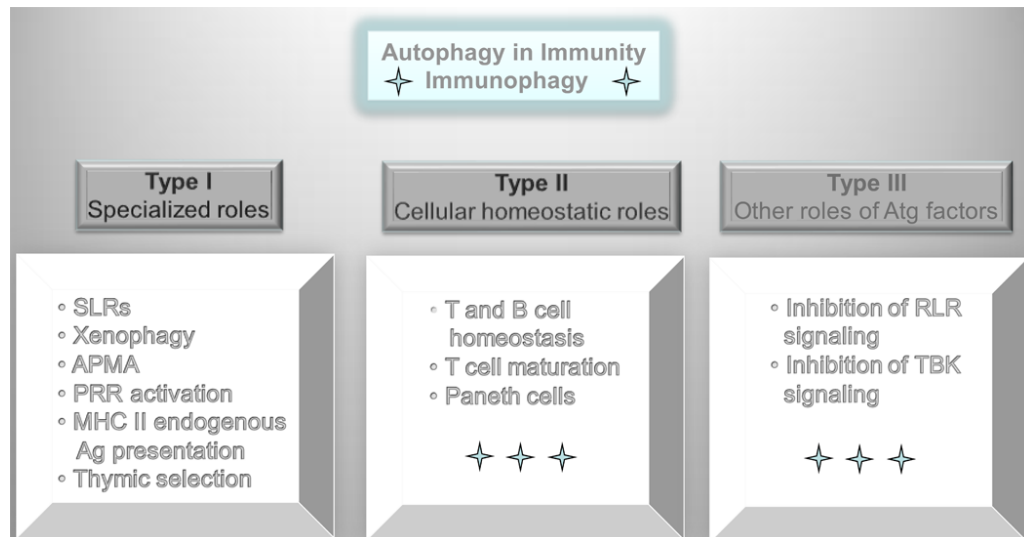 Autophagy in Immunity
Immunophagy
Type I
Specialized roles
• SLRs
• Xenophagy
• APMA
• PRR activation
• MHC II endogenous
Ag presentation
• Thymic selection
Type II
Cellular homeostatic roles
• T and B cell
homeostasis
• T cell maturation
• Paneth cells
Type III
Other roles of Atg factors
• Inhibition of RLR
signaling
• Inhibition of TBK
signaling